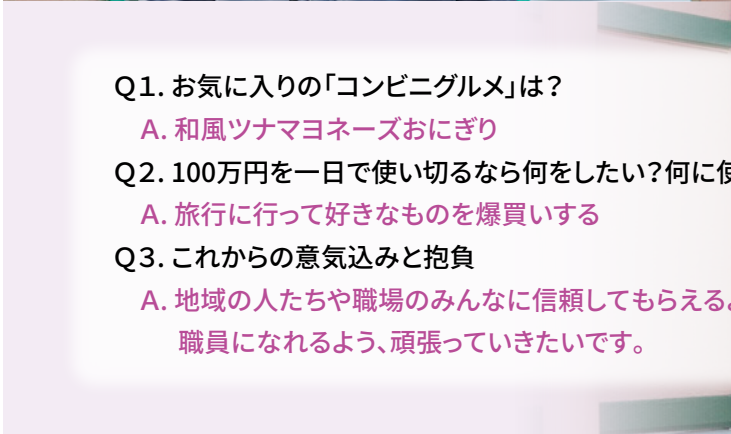 Q1. お気に入りの「コンビニグルメ」は?
A. 和風ツナマヨネーズおにぎり
Q2. 100万円を一日で使い切るなら何をしたい?何に
A. 旅行に行って好きなものを爆買いする
Q3. これからの意気込みと抱負
A. 地域の人たちや職場のみんなに信頼してもらえる
職員になれるよう、頑張っていきたいです。